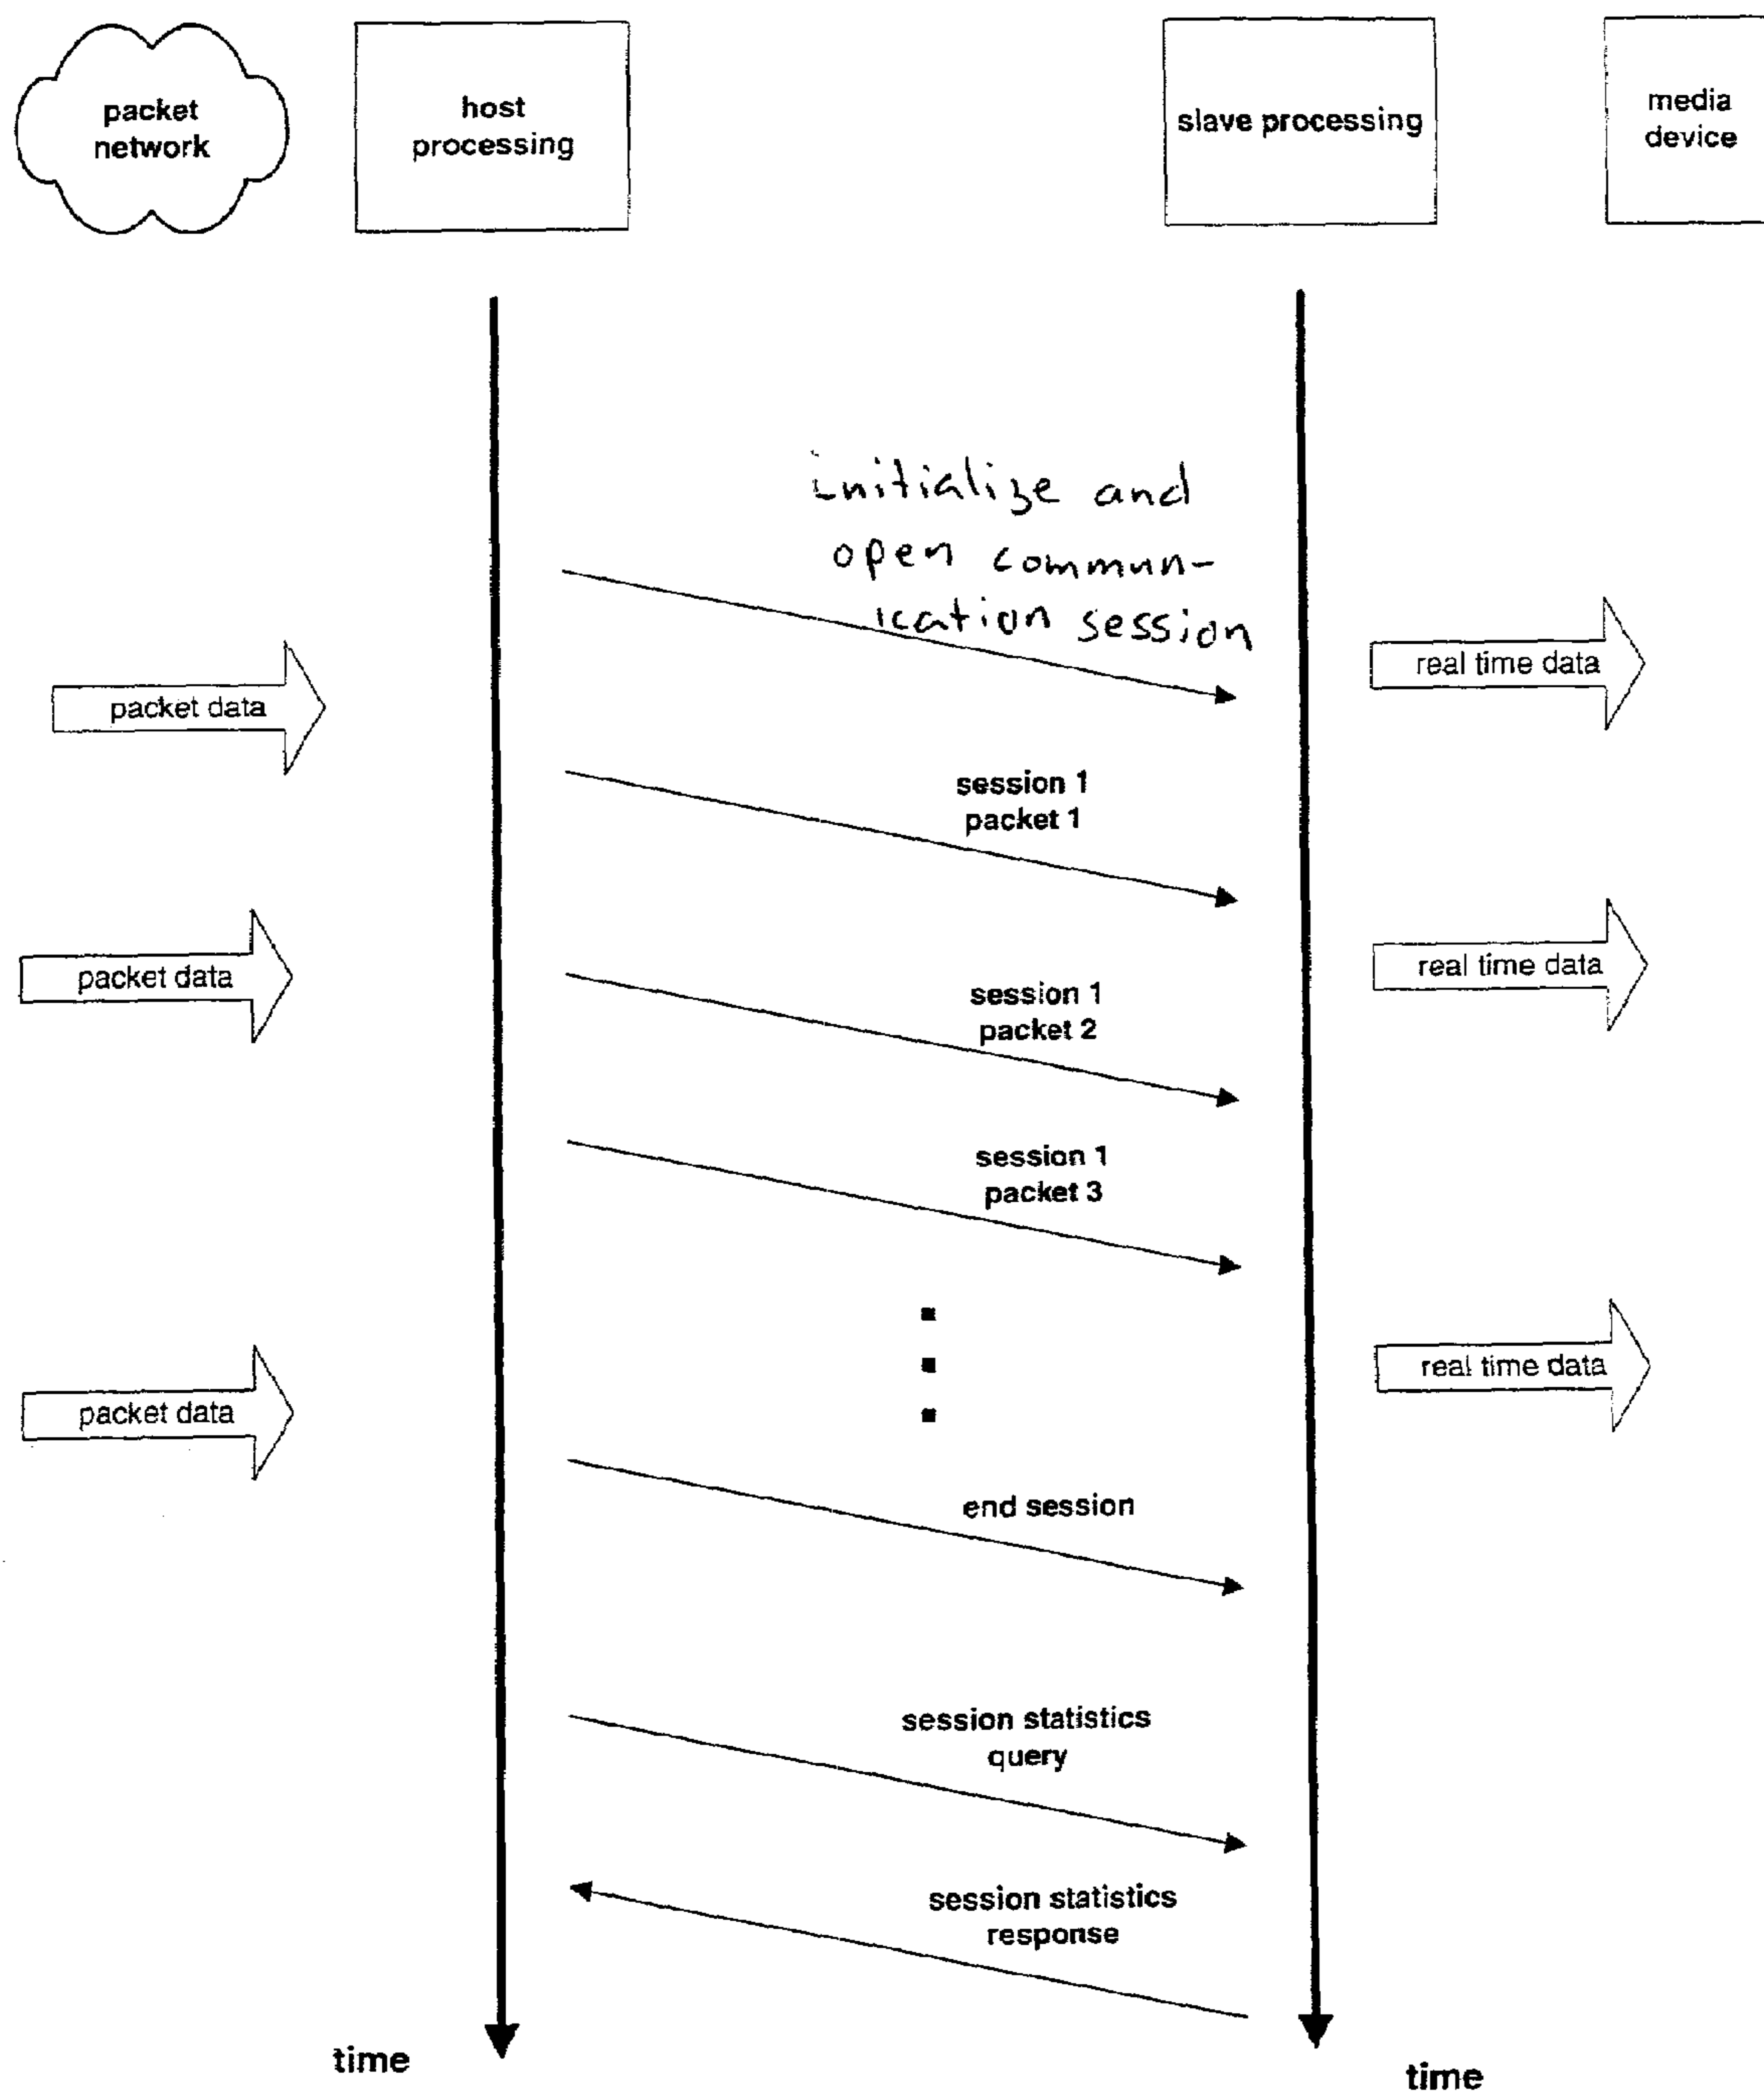 packet
network
host
processing
slave processing
media
device
initialize and
open commun-
ication session
real time data
packet data
session 1
packet 1
packet data
real time data
session 1
packet 2
session 1
packet 3
real time data
packet data
end session
session statistics
query
session statistics
response
time
time